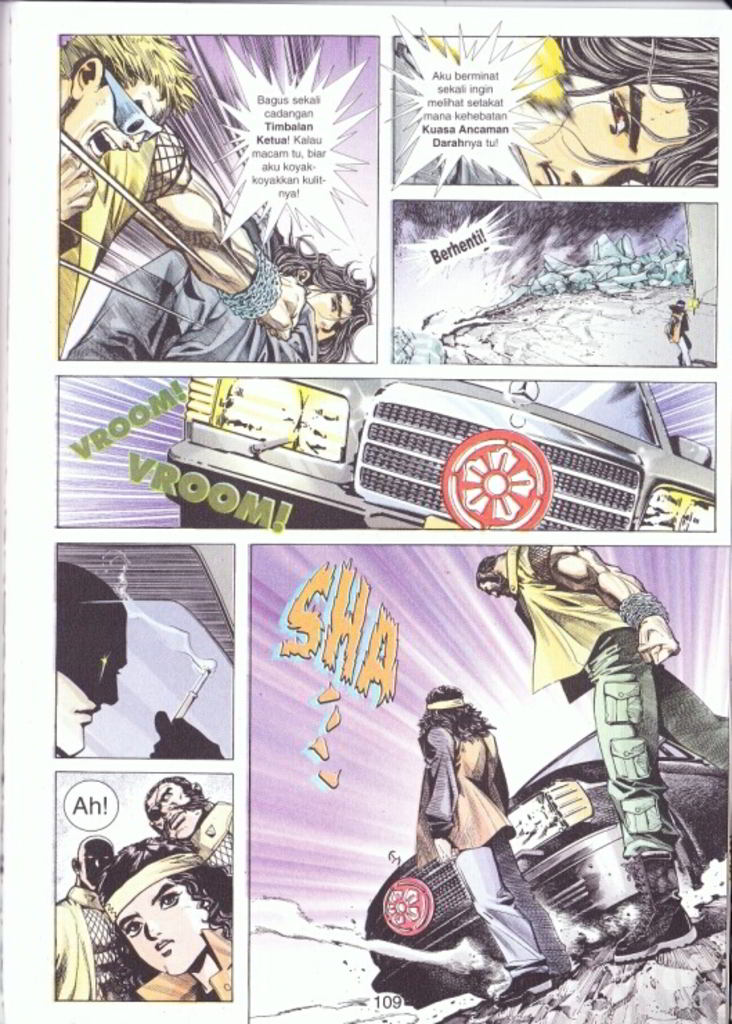 Bagus sekali
cadangan
Timbalan
Ketua! Kalau
macam tu, biar
aku koyak-
koyakkan kulit-
nya!
Aku berminat
sekali ingin
melihat setakat
mana kehebatan
Kuasa Ancaman
Darahnya tu!
Berhenti!
VROOM!
VROOM!
SHA
Ah!
109